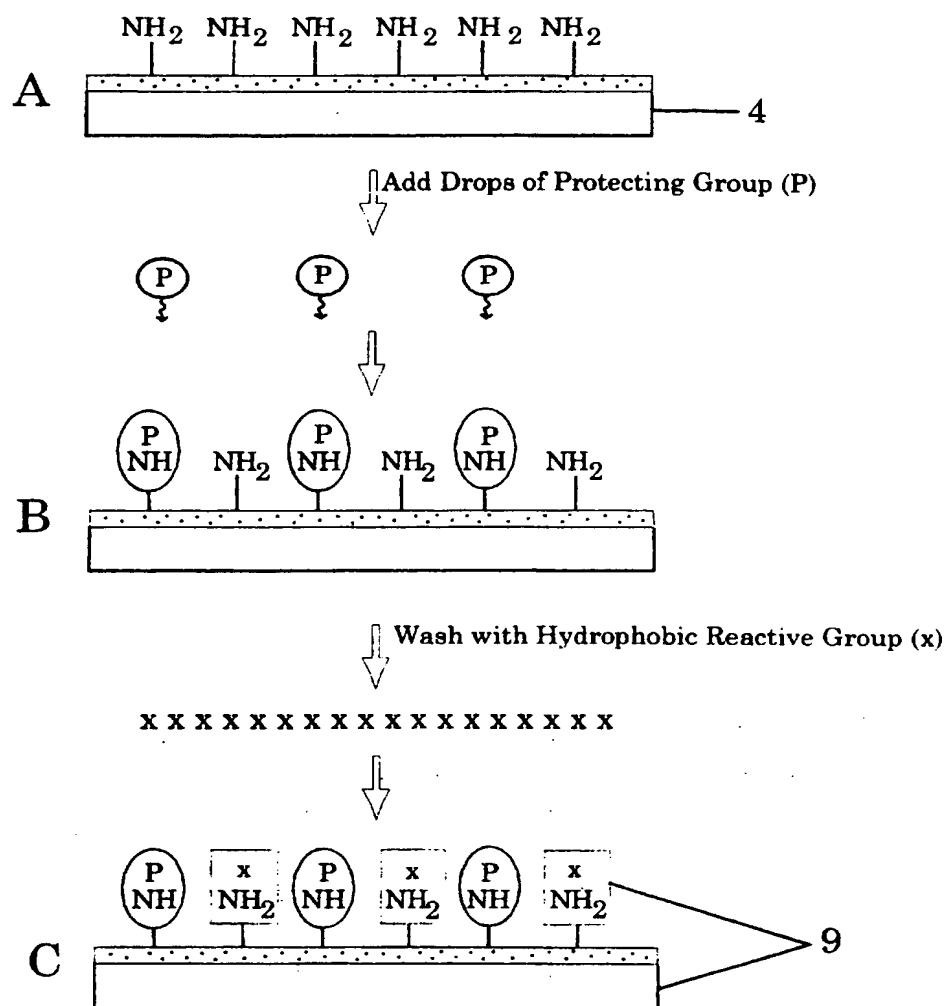 NH2 NH2 NH2 NH2 NH2 NH2
A
4
Add Drops of Protecting Group (P)
P P P
P P P
NH NH2 NH NH2 NH NH2
B
Wash with Hydrophobic Reactive Group (x)
x x x x x x x x x x x x x x x x x x
P x P x P x
NH NH2 NH NH2 NH NH2
9
C